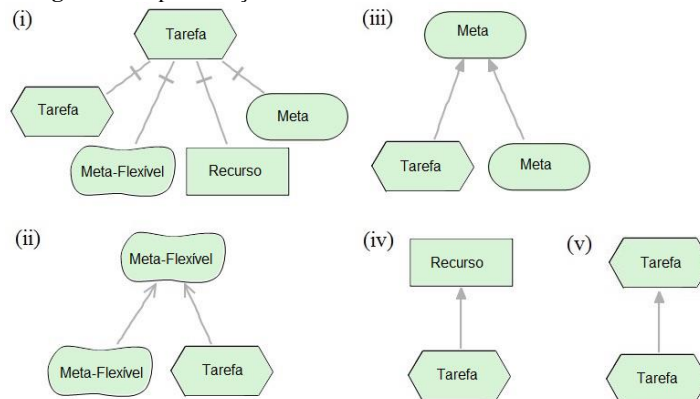 (i)
Tarefa
Tarefa
Meta
Meta-Flexível
Recurso
(iii)
Meta
Tarefa
Meta
(ii)
Meta-Flexível
Meta-Flexível
Tarefa
(iv)
Recurso
Tarefa
(v)
Tarefa
Tarefa